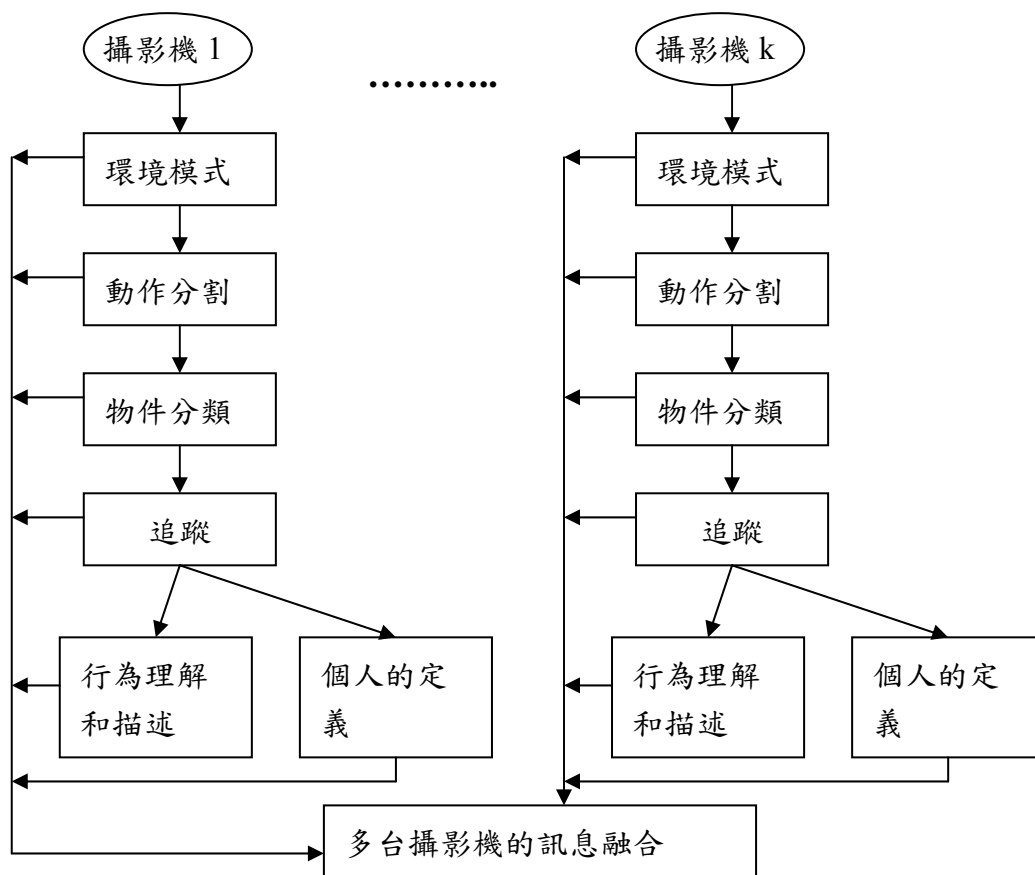 攝影機 1
...........
攝影機 k
環境模式
環境模式
動作分割
動作分割
物件分類
物件分類
追蹤
追蹤
行為理解
和描述
個人的定
義
行為理解
和描述
個人的定
義
多台攝影機的訊息融合